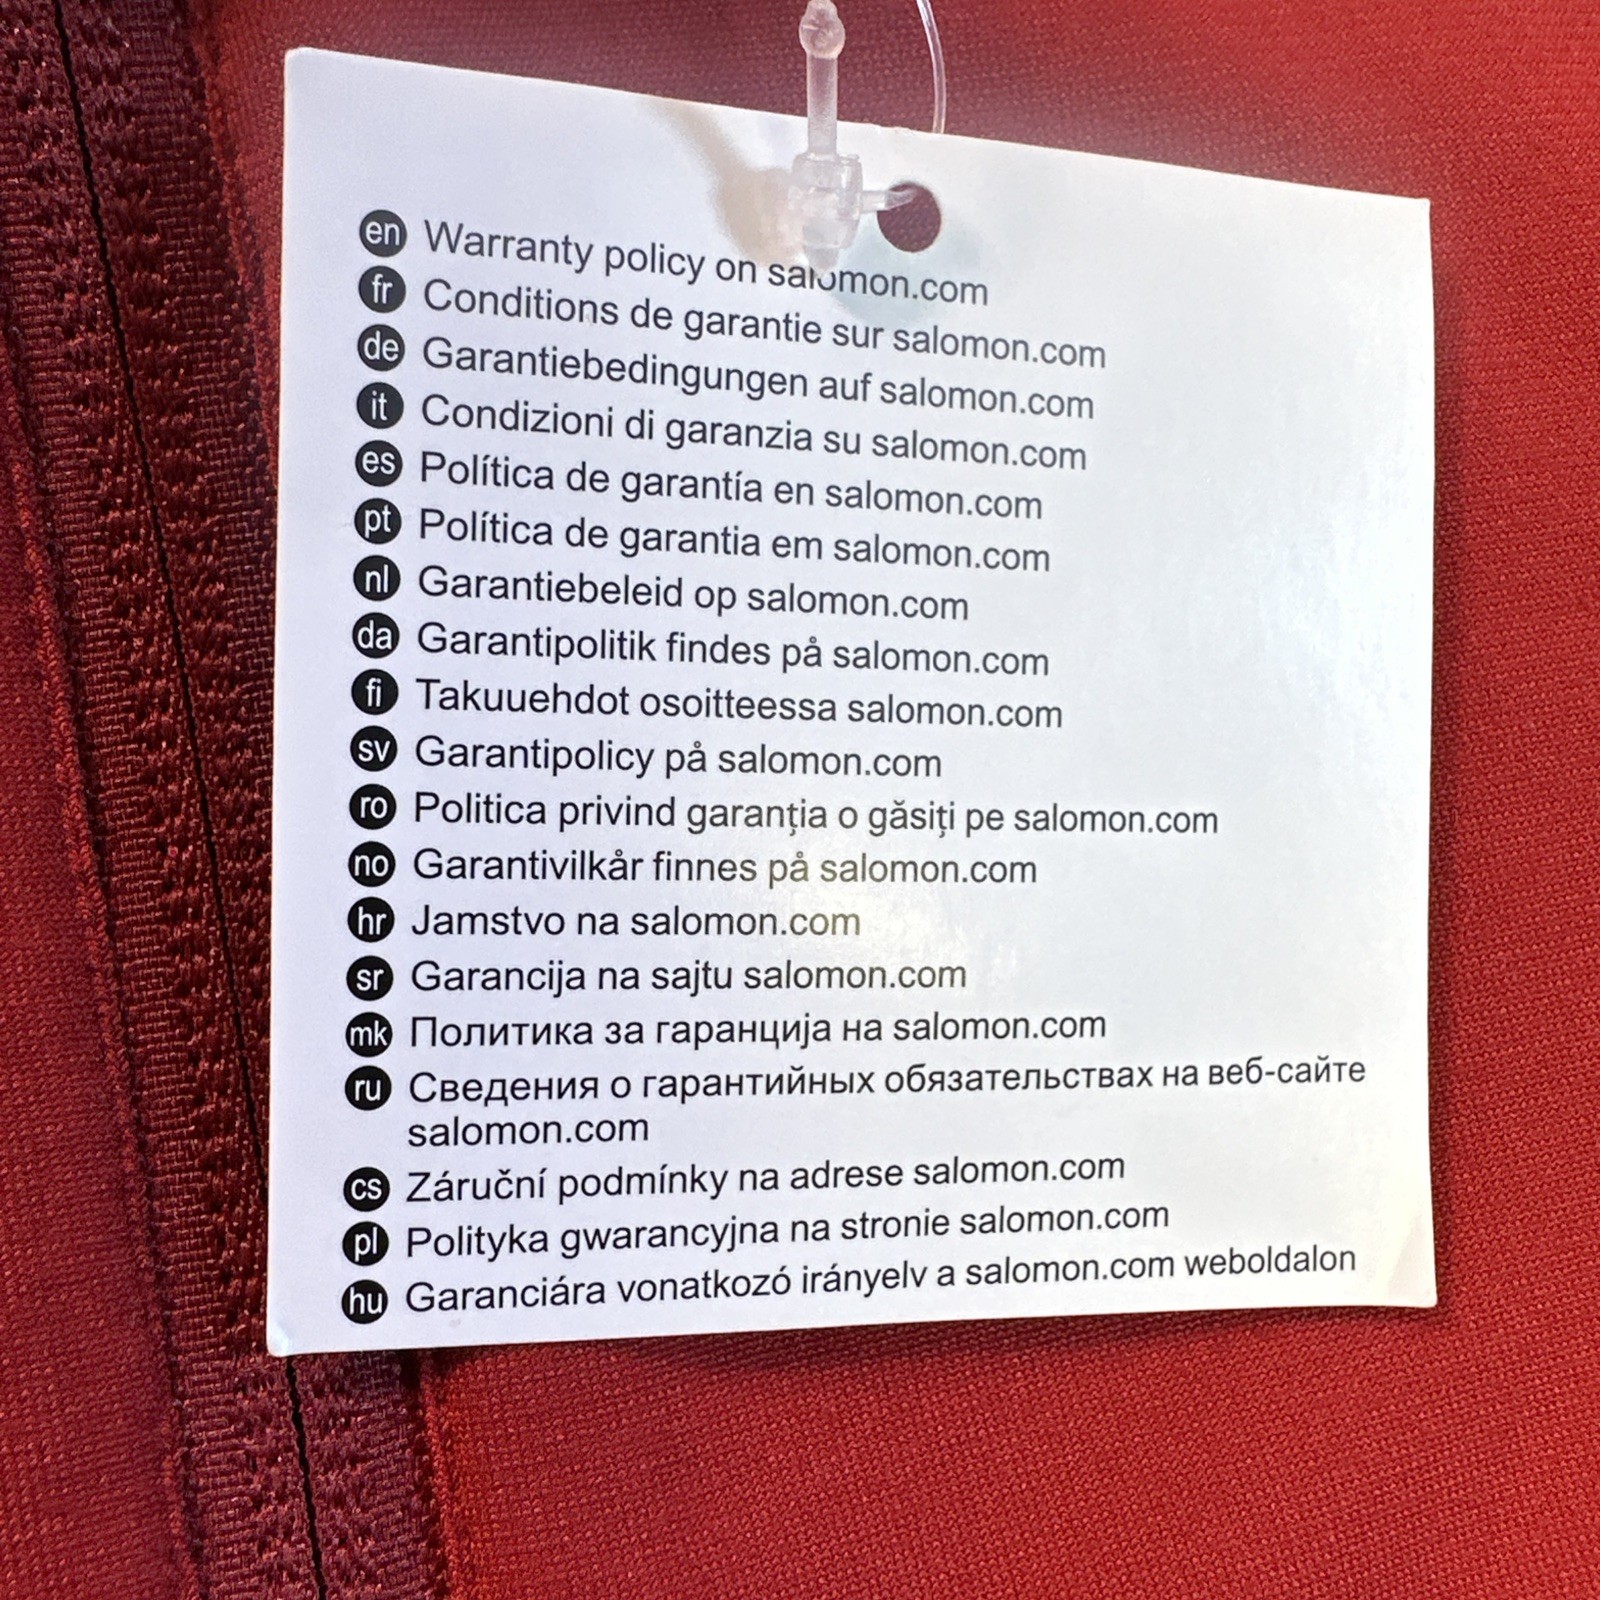 en Warranty policy on salomon.com
fr Conditions de garantie sur salomon.com
de Garantiebedingungen auf salomon.com
it Condizioni di garanzia su salomon.com
es Política de garantía en salomon.com
pt Política de garantia em salomon.com
nl Garantiebeleid op salomon.com
da Garantipolitik findes på salomon.com
fi Takuuehdot osoitteessa salomon.com
sv Garantipolicy på salomon.com
ro Politica privind garanția o găsiți pe salomon.com
no Garantivilkår finnes på salomon.com
hr Jamstvo na salomon.com
sr Garancija na sajtu salomon.com
mk Политика за гаранција на salomon.com
ru Сведения о гарантийных обязательствах на веб-сайте
salomon.com
cs Záruční podmínky na adrese salomon.com
pl Polityka gwarancyjna na stronie salomon.com
hu Garanciára vonatkozó irányelv a salomon.com weboldalon